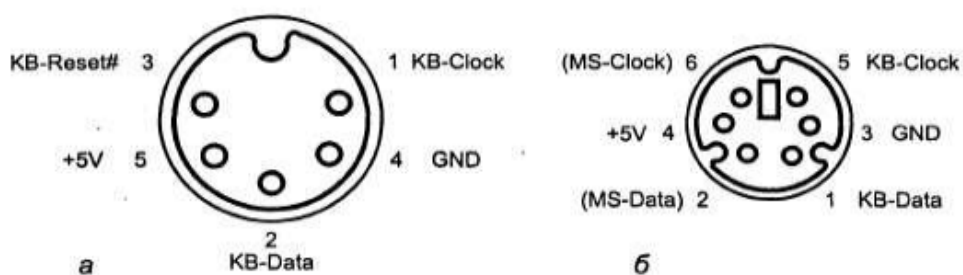 KB-Reset# 3
1 KB-Clock
+5V 5
4 GND
2
KB-Data
а
(MS-Clock) 6
5 KB-Clock
+5V 4
3 GND
(MS-Data) 2
1 KB-Data
б